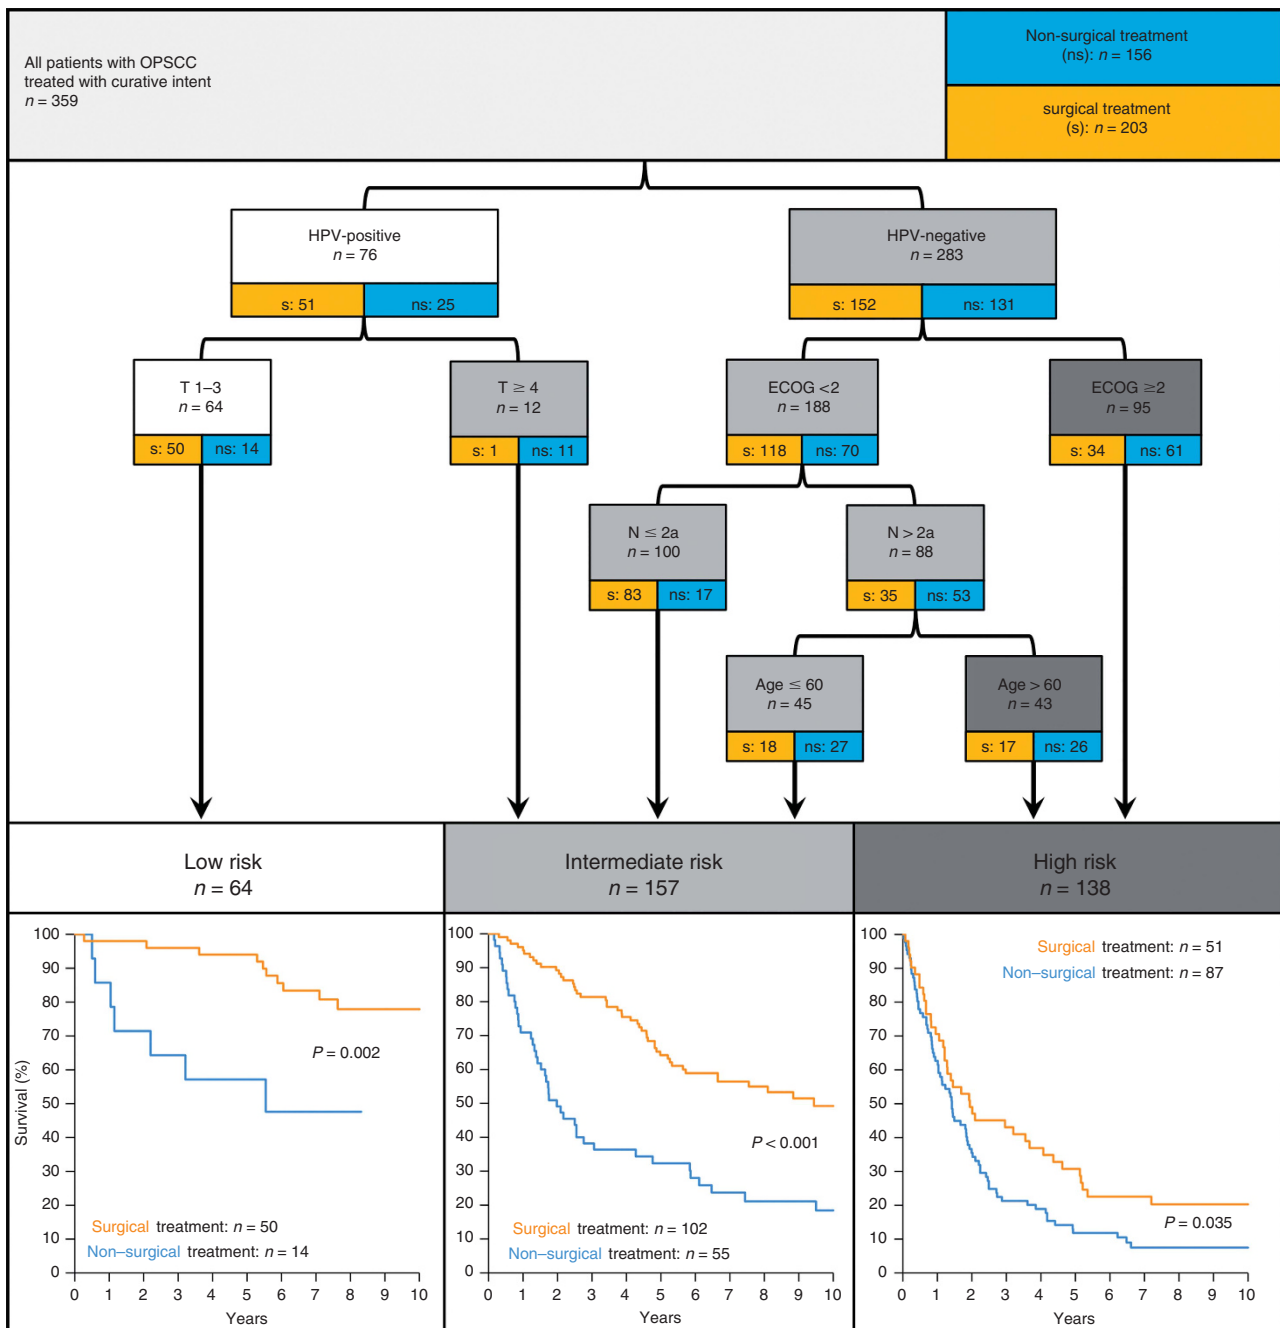 All patients with OPSCC
treated with curative intent
n = 359
Non-surgical treatment
(ns): n = 156
surgical treatment
(s): n = 203
HPV-positive
n = 76
s: 51
ns: 25
HPV-negative
n = 283
s: 152
ns: 131
T 1–3
n = 64
s: 50
ns: 14
T ≥ 4
n = 12
s: 1
ns: 11
ECOG <2
n = 188
s: 118
ns: 70
ECOG ≥2
n = 95
s: 34
ns: 61
N ≤ 2a
n = 100
s: 83
ns: 17
N > 2a
n = 88
s: 35
ns: 53
Age ≤ 60
n = 45
s: 18
ns: 27
Age > 60
n = 43
s: 17
ns: 26
Low risk
n = 64
Intermediate risk
n = 157
High risk
n = 138
Survival (%)
100
90
80
70
60
50
40
30
20
10
0
P = 0.002
Surgical treatment: n = 50
Non–surgical treatment: n = 14
0 1 2 3 4 5 6 7 8 9 10
Years
100
90
80
70
60
50
40
30
20
10
0
P < 0.001
Surgical treatment: n = 102
Non–surgical treatment: n = 55
0 1 2 3 4 5 6 7 8 9 10
Years
100
90
80
70
60
50
40
30
20
10
0
Surgical treatment: n = 51
Non–surgical treatment: n = 87
P = 0.035
0 1 2 3 4 5 6 7 8 9 10
Years